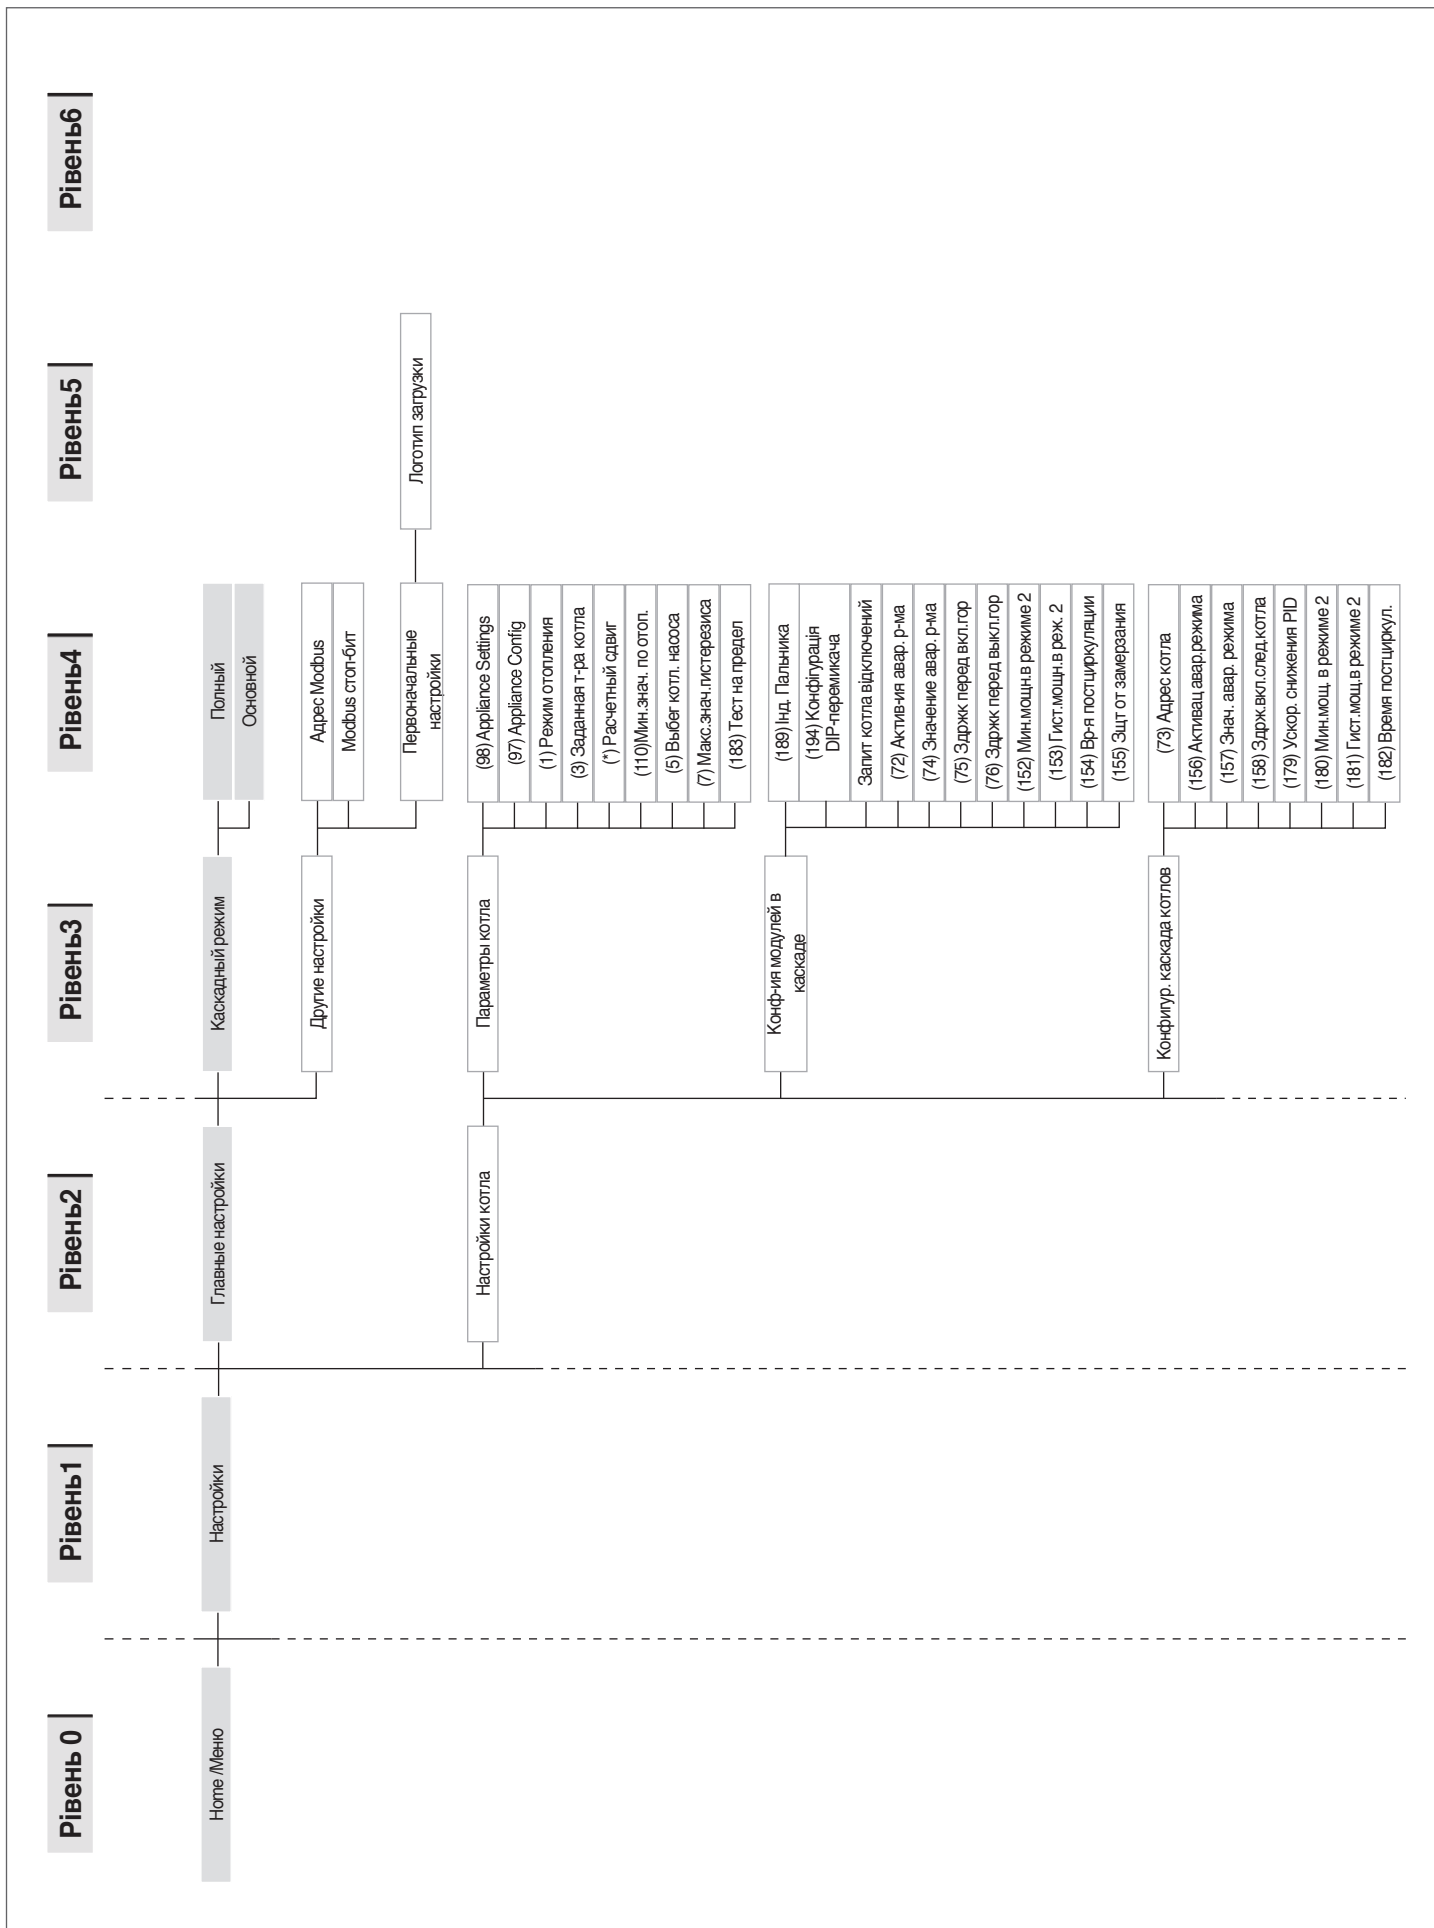 Рівень 0
Рівень1
Рівень2
Рівень3
Рівень4
Рівень5
Рівень6
Home /Меню
Настройки
Главные настройки
Каскадный режим
Полный
Основной
Другие настройки
Адрес Modbus
Modbus стоп-бит
Первоначальные
настройки
Логотип загрузки
Настройки котла
Параметры котла
(98) Appliance Settings
(97) Appliance Config
(1) Режим отопления
(3) Заданная т-ра котла
(*) Расчетный сдвиг
(110)Мин.знач. по отоп.
(5) Выбег котл. насоса
(7) Макс.знач.гистерезиса
(183) Тест на предел
Конф-ия модулей в
каскаде
(189) Інд. Пальника
(194) Конфігурація
DIP-перемикача
Запит котла відключений
(72) Актив-ия авар. р-ма
(74) Значение авар. р-ма
(75) Здржк перед вкл.гор
(76) Здржк перед выкл.гор
(152) Мин.мощн.в режиме 2
(153) Гист.мощн.в реж. 2
(154) Вр-я постциркуляции
(155) Зщт от замерзания
Конфигур. каскада котлов
(73) Адрес котла
(156) Активац авар.режима
(157) Знач. авар. режима
(158) Здрж.вкл.след.котла
(179) Ускор. снижения PID
(180) Мин.мощ. в режиме 2
(181) Гист.мощ.в режиме 2
(182) Время постциркул.